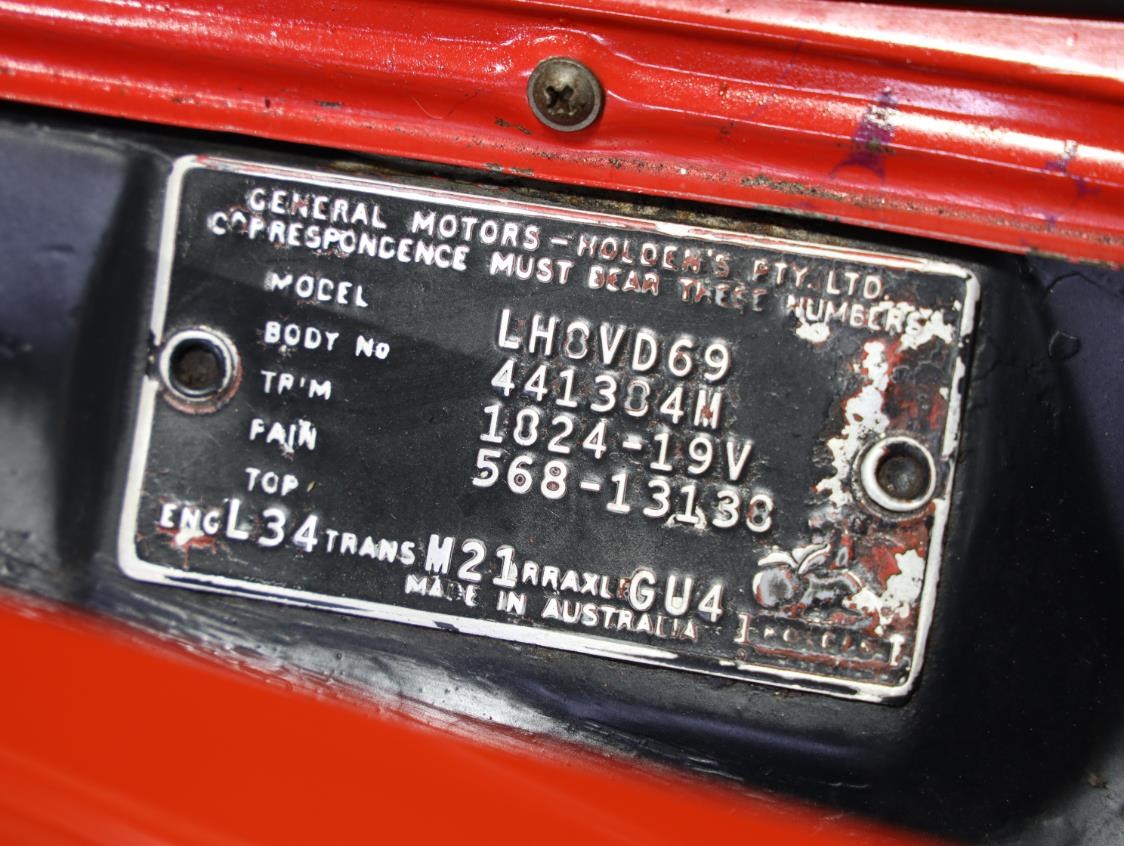 GENERAL MOTORS – HOLDEN'S PTY. LTD.
CORRESPONDENCE MUST BEAR THESE NUMBERS
MODEL LH8VD69
BODY No 441384M
TRIM 1824-19V
PAINT 568-13138
TOP
ENG L34 TRANS M21 RRAXLE GU4
MADE IN AUSTRALIA